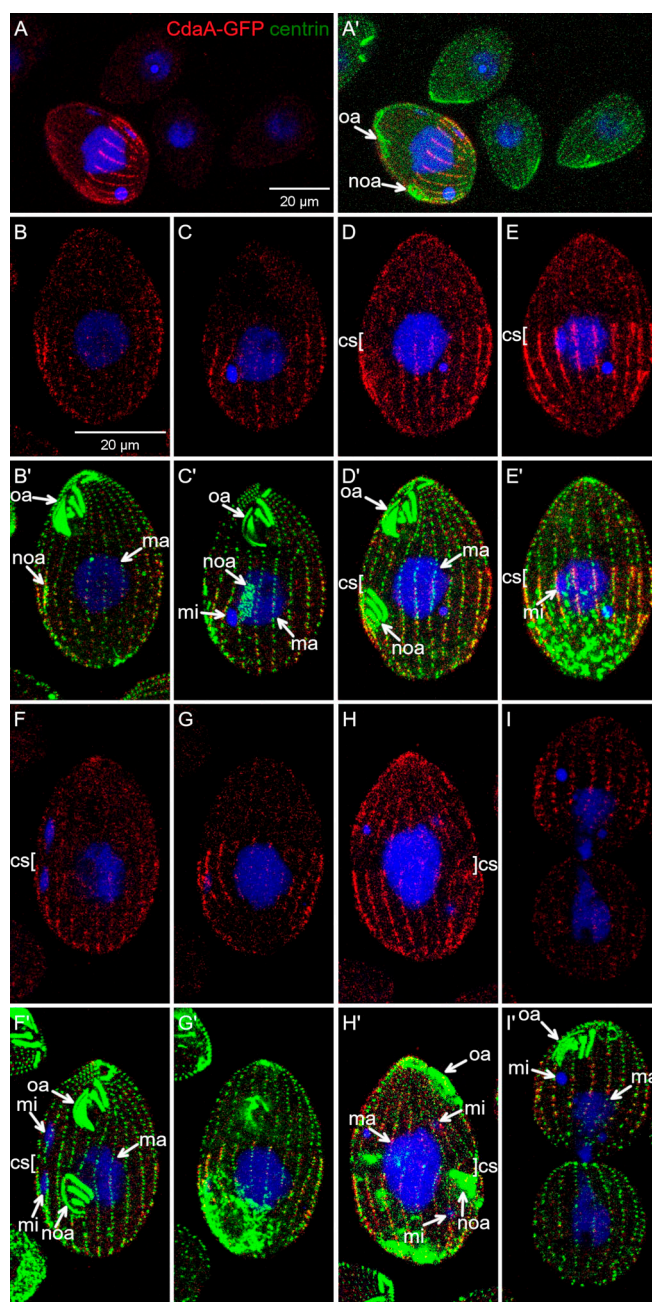 A CdaA-GFP centrin A'
oa
noa
20 µm
B C D E
cs[ cs[
20 µm
B' C' D' E'
oa oa oa
noa ma noa ma cs[ cs[
mi ma noa mi
F G H I
cs[ ]cs
F' G' H' I'
oa oa oa
mi ma ma mi mi ma
cs[ ]cs
mi noa mi noa